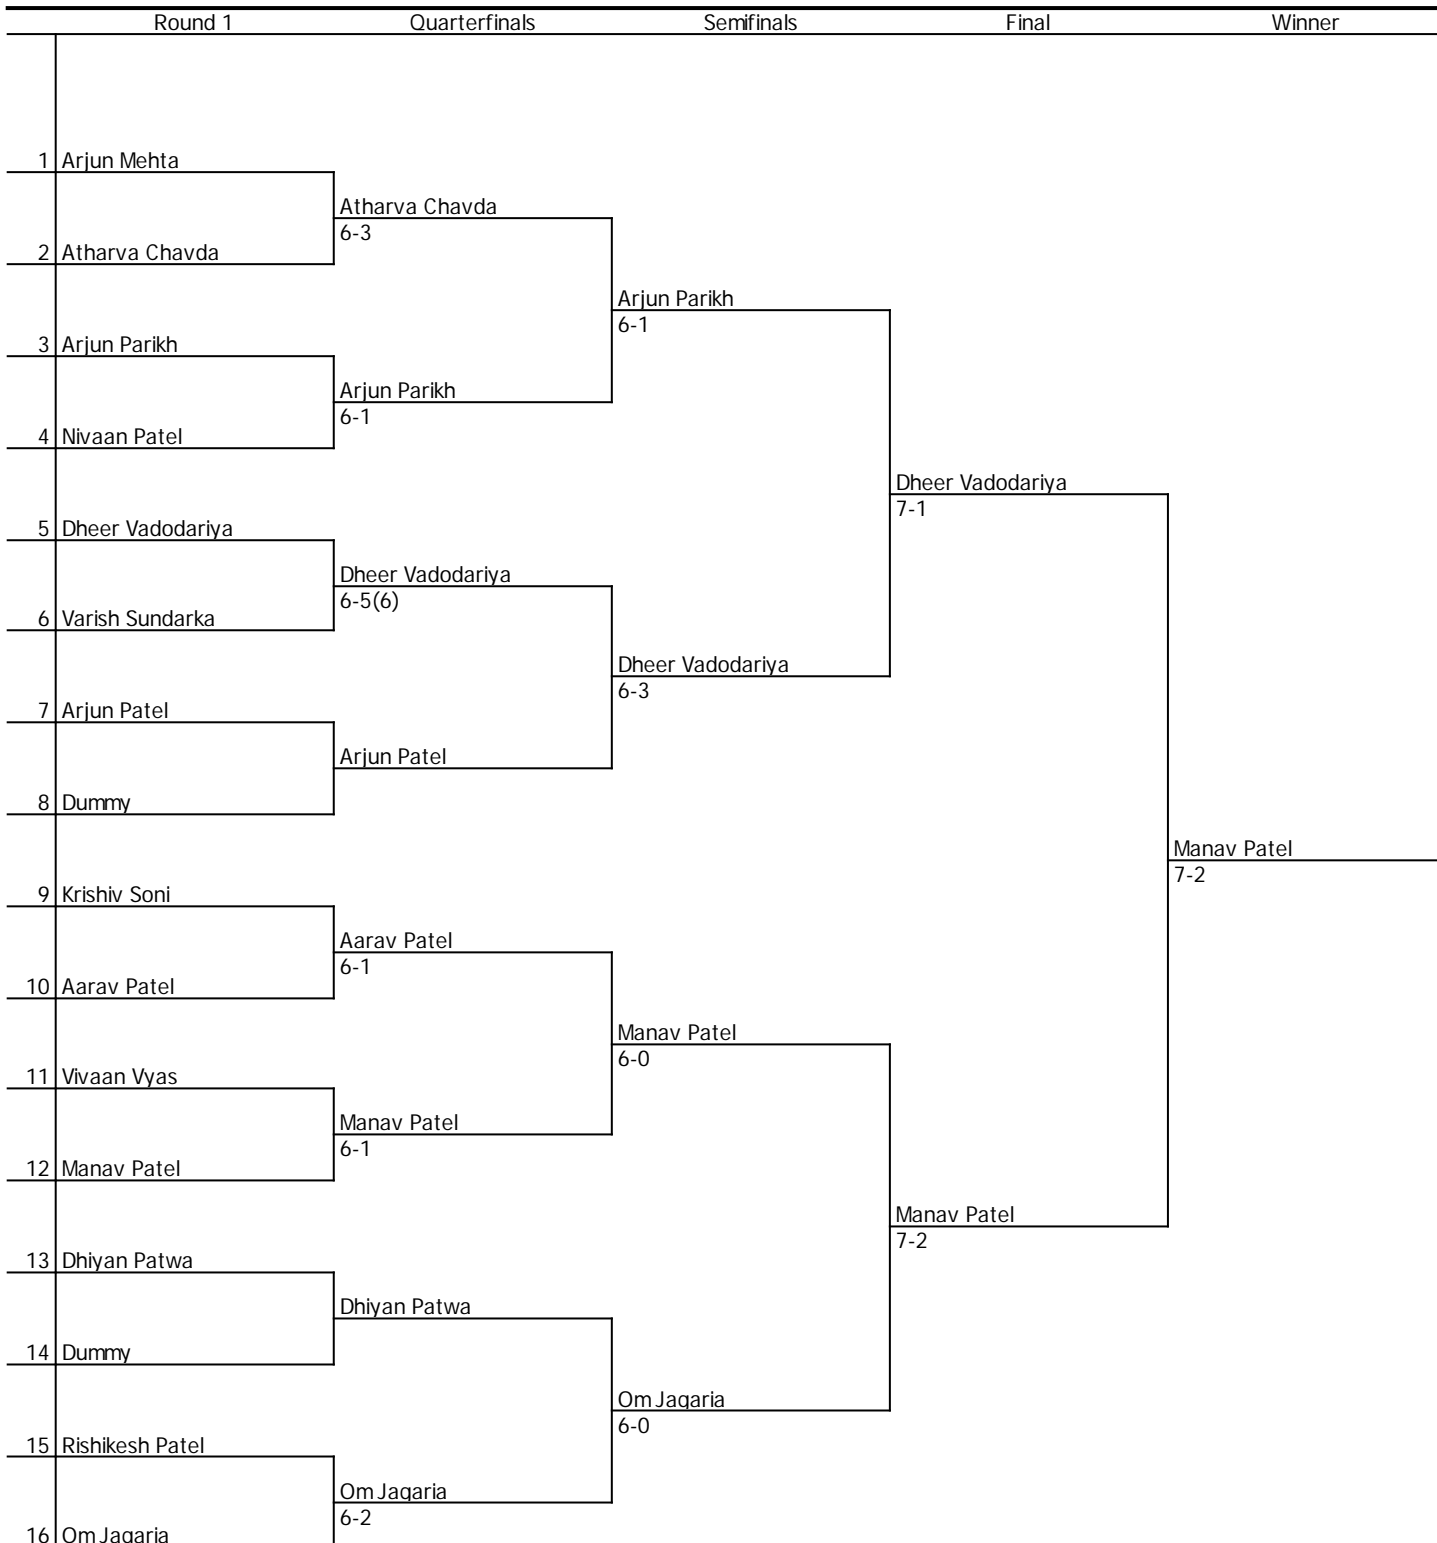 Round 1 Quarterfinals Semifinals Final Winner
1 Arjun Mehta
Atharva Chavda
6-3
2 Atharva Chavda
Arjun Parikh
6-1
3 Arjun Parikh
Arjun Parikh
6-1
4 Nivaan Patel
Dheer Vadodariya
7-1
5 Dheer Vadodariya
Dheer Vadodariya
6-5(6)
6 Varish Sundarka
Dheer Vadodariya
6-3
7 Arjun Patel
Arjun Patel
8 Dummy
Manav Patel
7-2
9 Krishiv Soni
Aarav Patel
6-1
10 Aarav Patel
Manav Patel
6-0
11 Vivaan Vyas
Manav Patel
6-1
12 Manav Patel
Manav Patel
7-2
13 Dhiyan Patwa
Dhiyan Patwa
14 Dummy
Om Jagaria
6-0
15 Rishikesh Patel
Om Jagaria
6-2
16 Om Jagaria